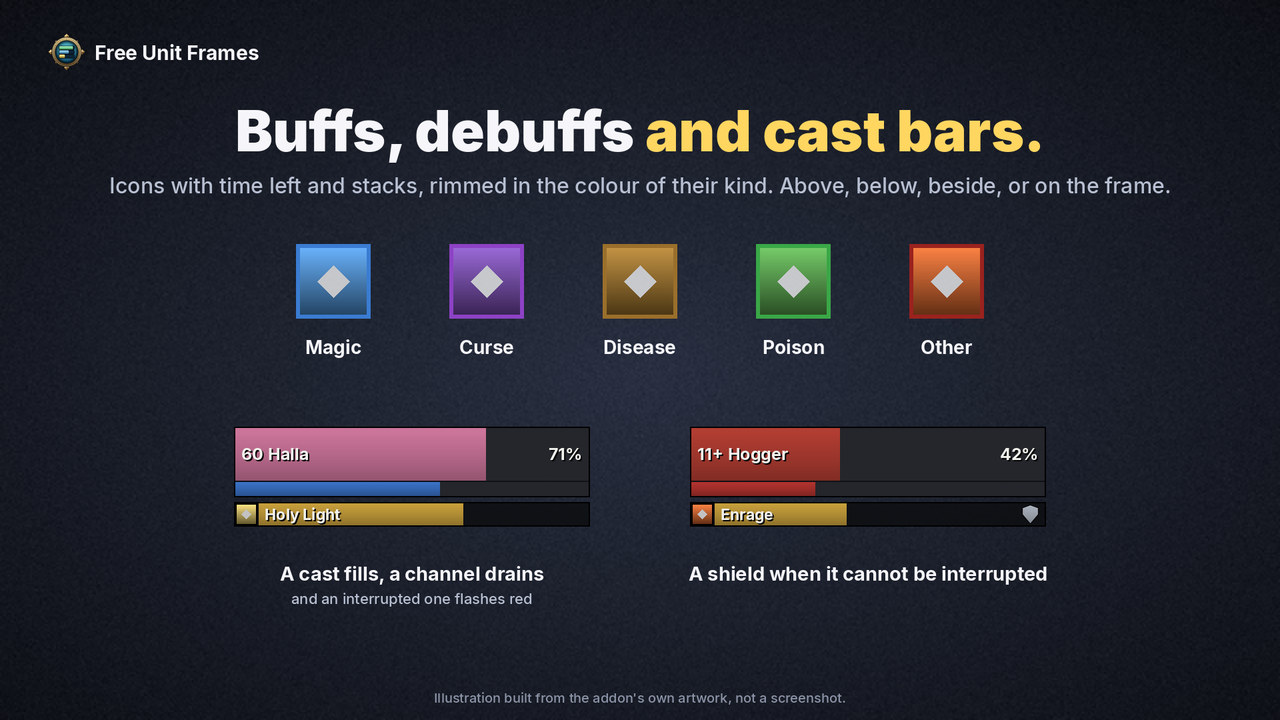 Free Unit Frames
Buffs, debuffs and cast bars.
Icons with time left and stacks, rimmed in the colour of their kind. Above, below, beside, or on the frame.
Magic
Curse
Disease
Poison
Other
60 Halla
71%
Holy Light
11+ Hogger
42%
Enrage
A cast fills, a channel drains
and an interrupted one flashes red
A shield when it cannot be interrupted
Illustration built from the addon's own artwork, not a screenshot.